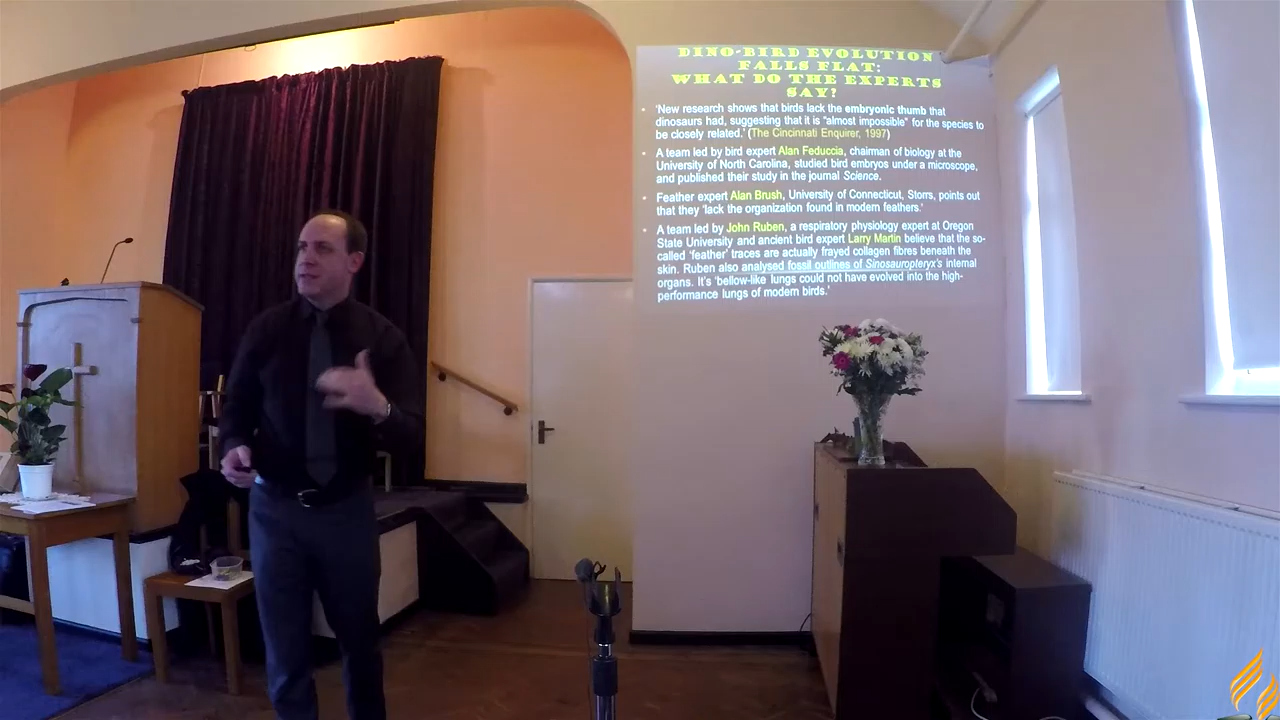 DINO-BIRD EVOLUTION
FALLS FLAT:
WHAT DO THE EXPERTS
SAY?
• 'New research shows that birds lack the embryonic thumb that
dinosaurs had, suggesting that it is "almost impossible" for the species to
be closely related.' (The Cincinnati Enquirer, 1997)
• A team led by bird expert Alan Feduccia, chairman of biology at the
University of North Carolina, studied bird embryos under a microscope,
and published their study in the journal Science.
• Feather expert Alan Brush, University of Connecticut, Storrs, points out
that they 'lack the organization found in modern feathers.'
• A team led by John Ruben, a respiratory physiology expert at Oregon
State University and ancient bird expert Larry Martin believe that the so-
called 'feather' traces are actually frayed collagen fibres beneath the
skin. Ruben also analysed fossil outlines of Sinosauropteryx's internal
organs. It's 'bellow-like lungs could not have evolved into the high-
performance lungs of modern birds.'